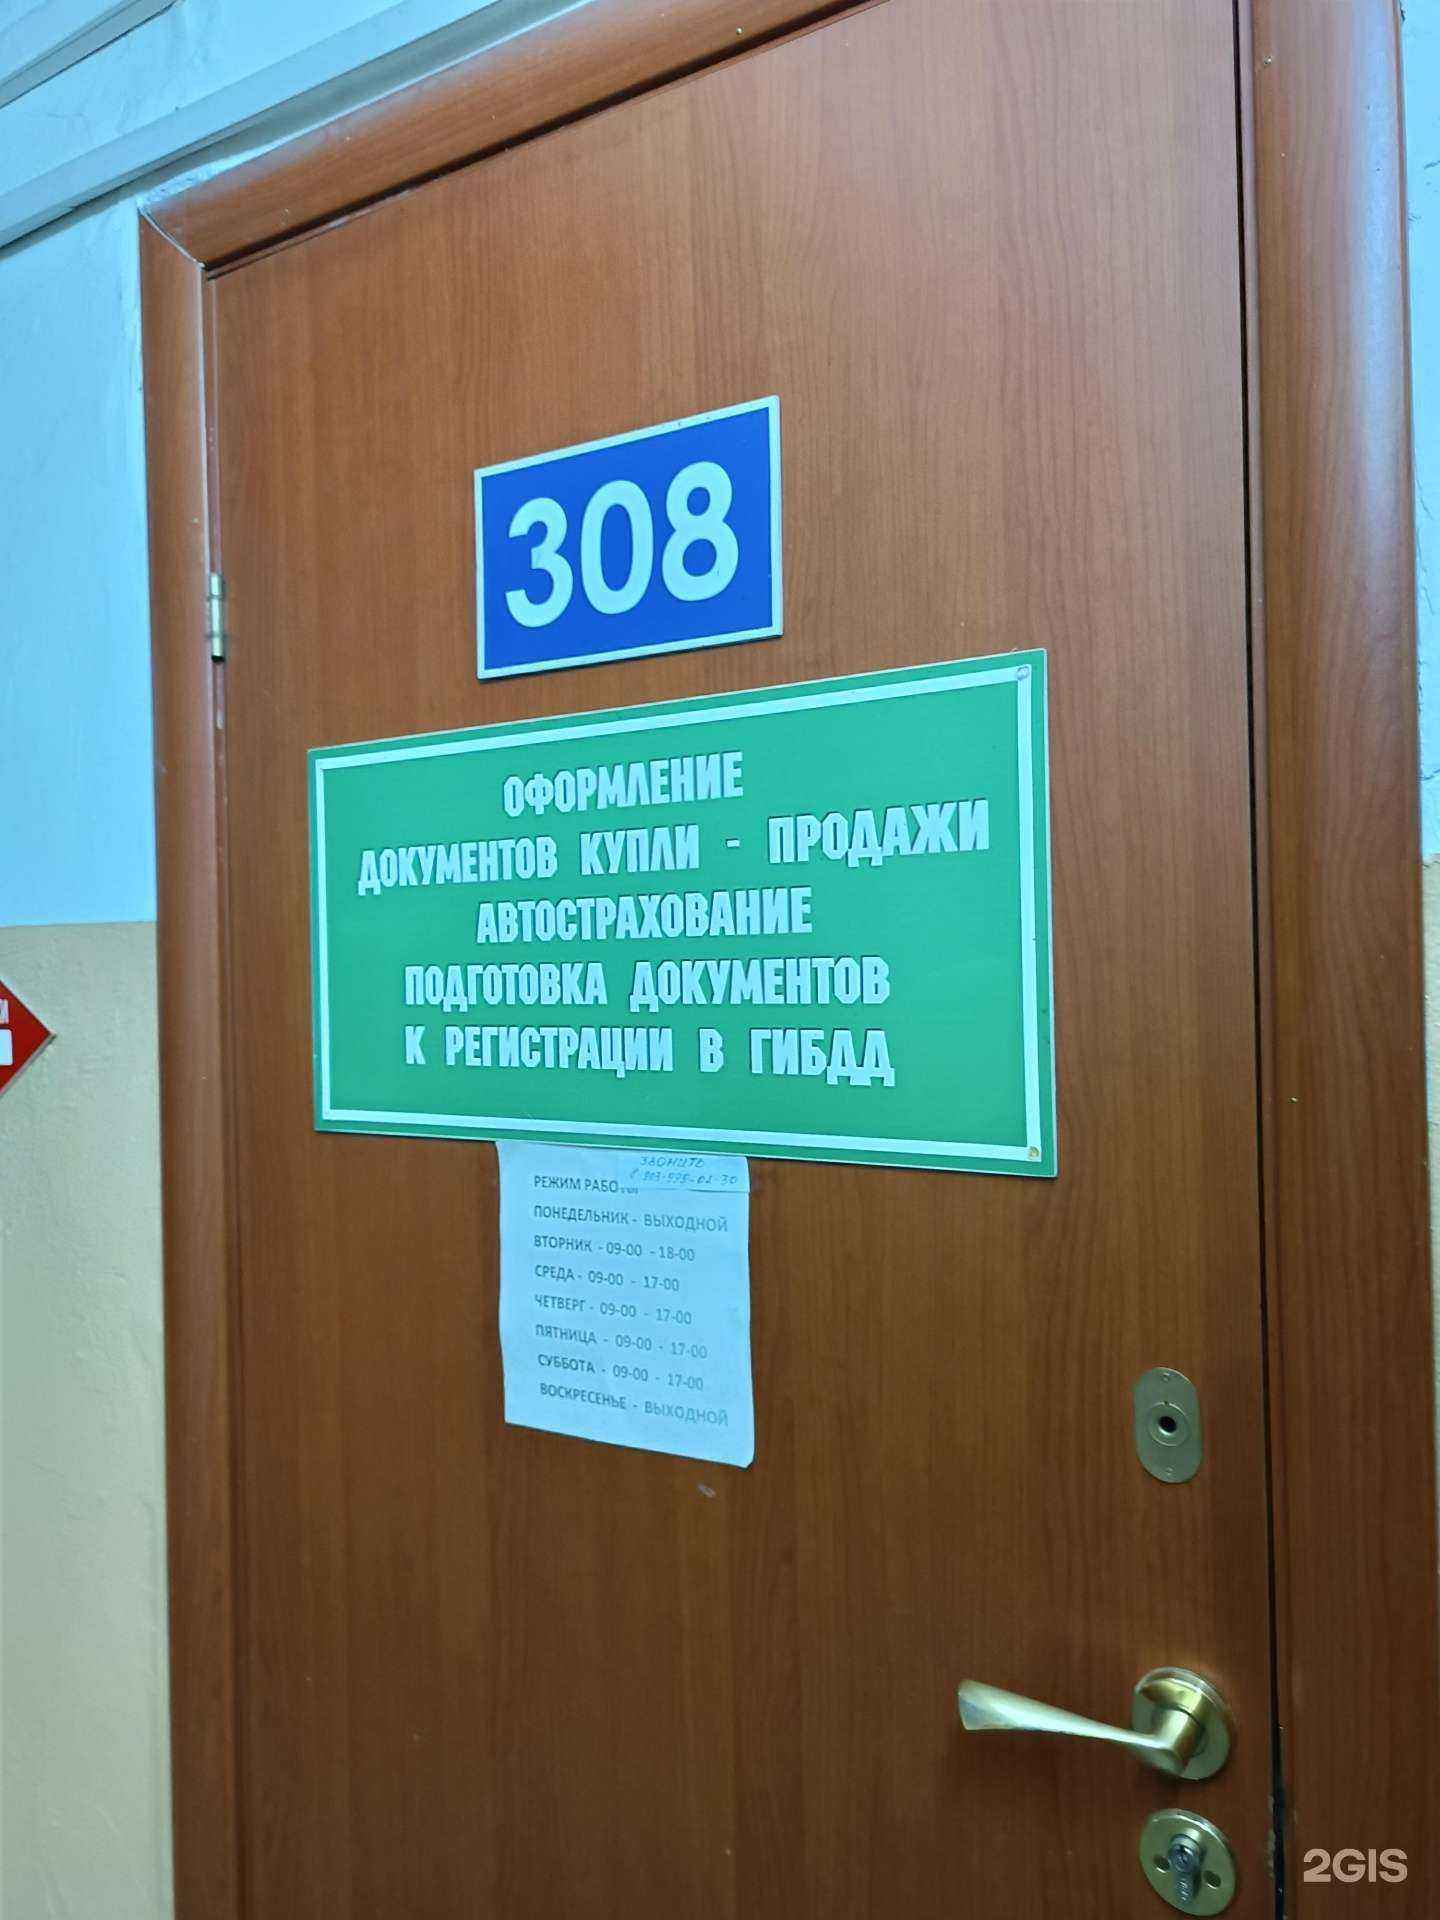 308
ОФОРМЛЕНИЕ
ДОКУМЕНТОВ КУПЛИ - ПРОДАЖИ
АВТОСТРАХОВАНИЕ
ПОДГОТОВКА ДОКУМЕНТОВ
К РЕГИСТРАЦИИ В ГИБДД
ЗВОНИТЬ
РЕЖИМ РАБОТЫ
ПОНЕДЕЛЬНИК - ВЫХОДНОЙ
ВТОРНИК - 09-00 - 18-00
СРЕДА - 09-00 - 17-00
ЧЕТВЕРГ - 09-00 - 17-00
ПЯТНИЦА - 09-00 - 17-00
СУББОТА - 09-00 - 17-00
ВОСКРЕСЕНЬЕ - ВЫХОДНОЙ
2GIS